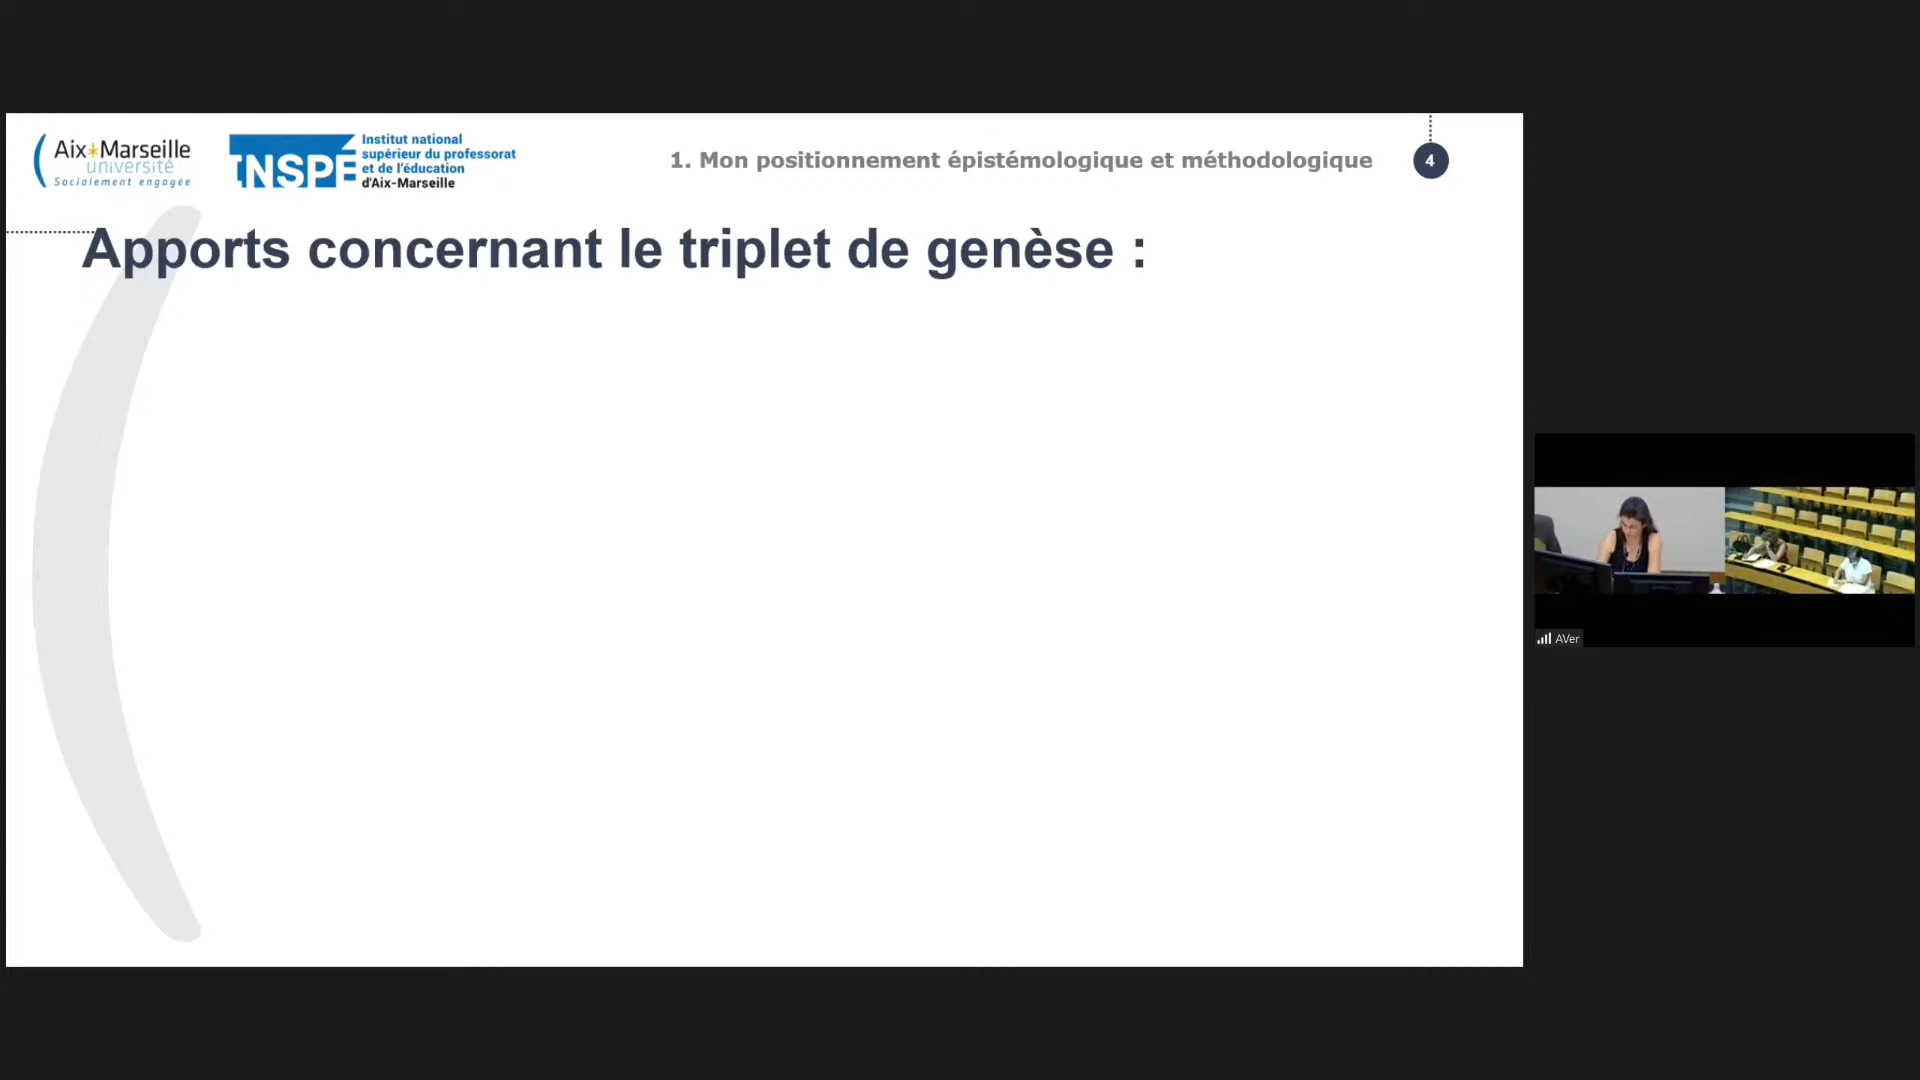 Aix✶Marseille
université
Socialement engagée
INSPÉ
Institut national
supérieur du professorat
et de l'éducation
d'Aix-Marseille
1. Mon positionnement épistémologique et méthodologique
4
Apports concernant le triplet de genèse :
AVer